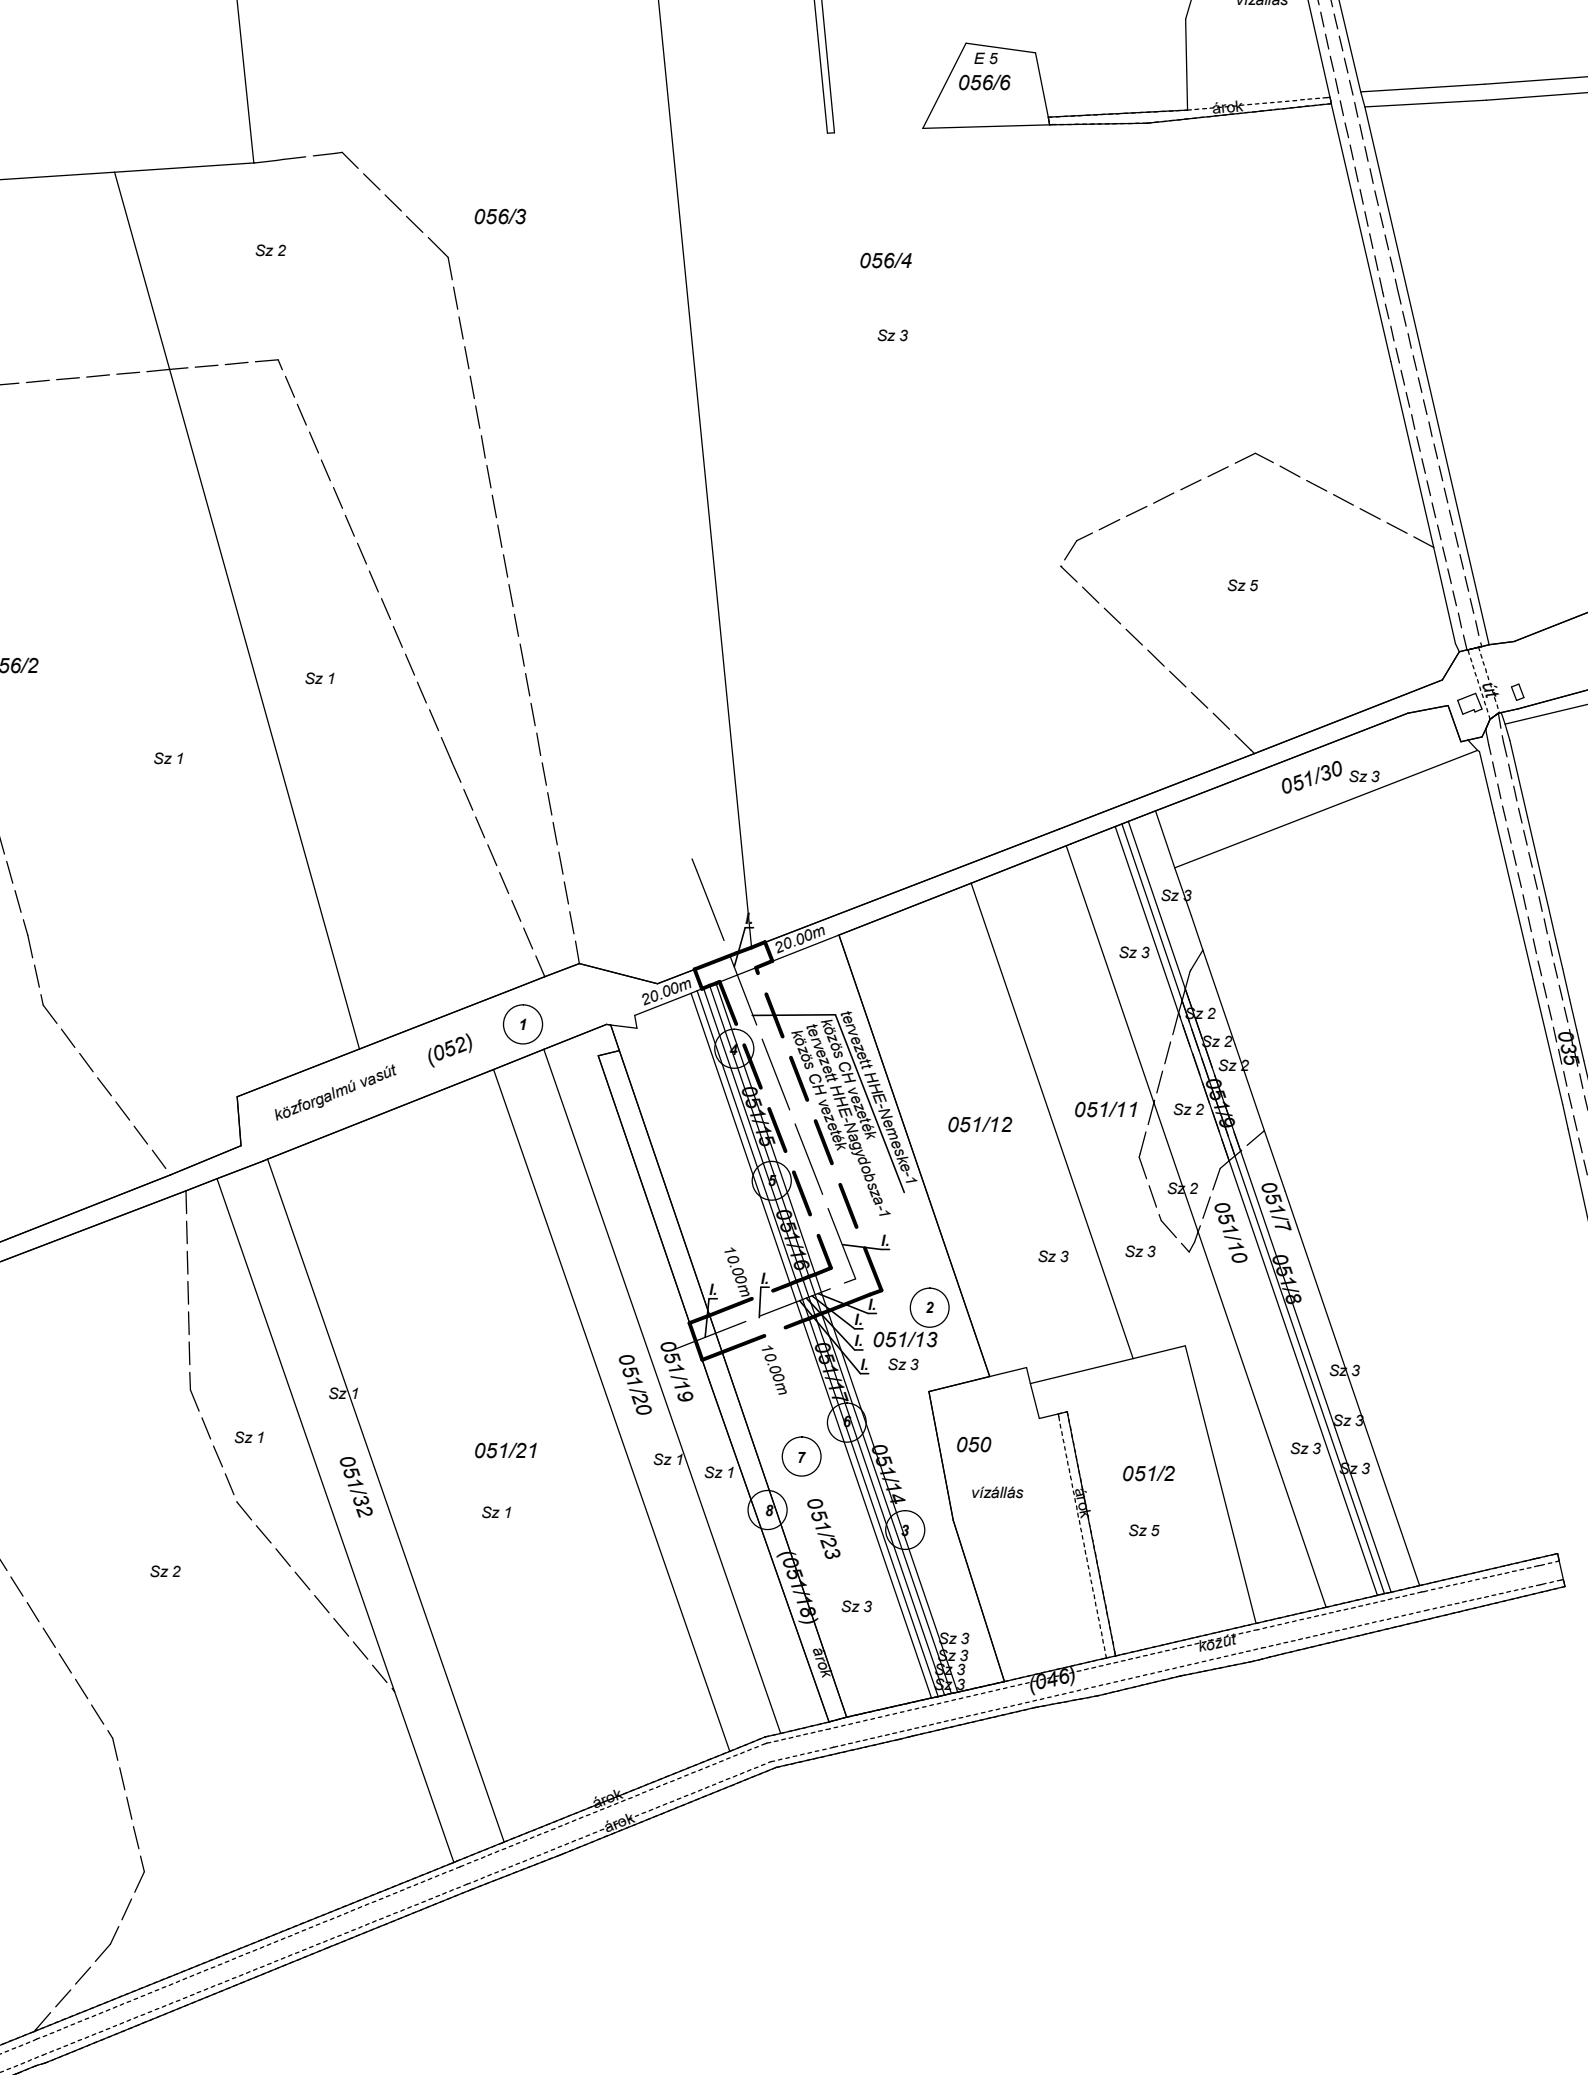 vízállás
E 5
056/6
árok
056/3
Sz 2
056/4
Sz 3
Sz 5
56/2
Sz 1
Sz 1
út
051/30
Sz 3
Sz 3
I.
20.00m
20.00m
Sz 3
1
(052)
közforgalmú vasút
4
tervezett HHE-Nemeske-1
közös CH vezeték
tervezett HHE-Nagydobsza-1
közös CH vezeték
Sz 2
Sz 2
Sz 2
035
051/15
051/12
051/11
Sz 2
051/9
5
Sz 2
051/16
051/7
051/10
I.
Sz 3
Sz 3
10.00m
I.
I.
051/8
2
I.
I.
I.
I.
051/13
Sz 3
10.00m
051/19
051/20
051/17
Sz 3
Sz 1
6
Sz 3
Sz 1
051/21
050
Sz 3
7
Sz 1
Sz 1
051/14
051/2
Sz 3
051/32
Sz 1
vízállás
árok
8
051/23
3
Sz 5
Sz 2
(051/18)
Sz 3
árok
Sz 3
Sz 3
Sz 3
Sz 3
közút
(046)
árok
árok